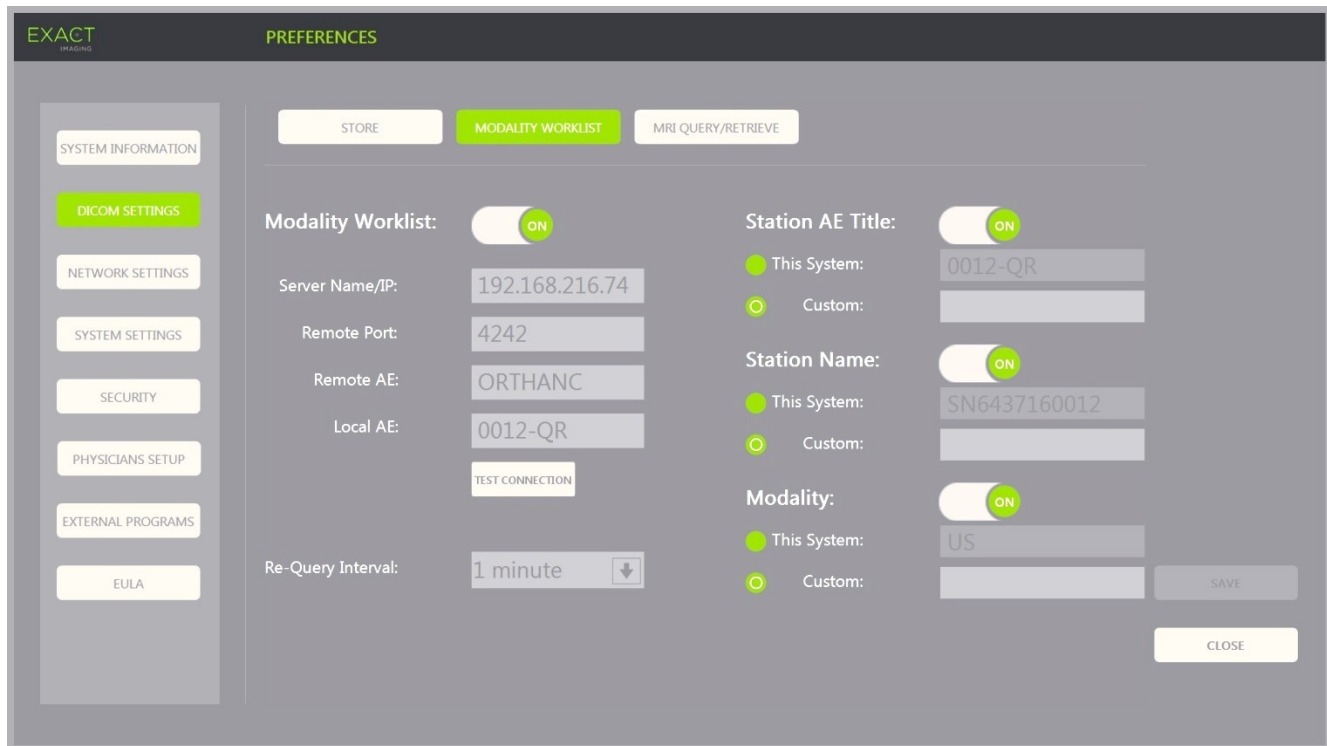 EXACT
IMAGING
PREFERENCES
SYSTEM INFORMATION
DICOM SETTINGS
NETWORK SETTINGS
SYSTEM SETTINGS
SECURITY
PHYSICIANS SETUP
EXTERNAL PROGRAMS
EULA
STORE MODALITY WORKLIST MRI QUERY/RETRIEVE
Modality Worklist: ON
Server Name/IP: 192.168.216.74
Remote Port: 4242
Remote AE: ORTHANC
Local AE: 0012-QR
TEST CONNECTION
Re-Query Interval: 1 minute
Station AE Title: ON
This System: 0012-QR
Custom:
Station Name: ON
This System: SN6437160012
Custom:
Modality: ON
This System: US
Custom:
SAVE
CLOSE